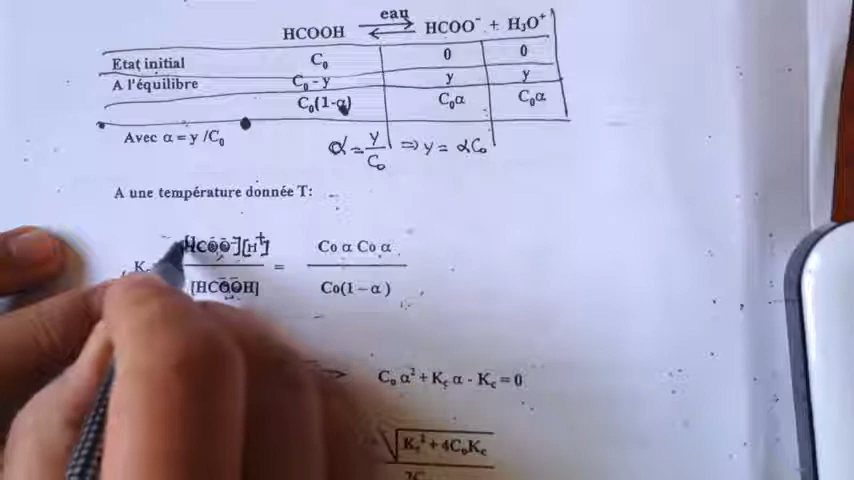 eau
HCOOH ⇌ HCOO⁻ + H₃O⁺
Etat initial C₀ 0 0
A l'équilibre C₀ - y y y
C₀(1-α) C₀α C₀α
Avec α = y /C₀
α = y/C₀ ⇒ y = αC₀
A une température donnée T:
[HCOO⁻][H⁺] = Co α Co α
[HCOOH] Co(1 – α )
C₀ α² + K꜀ α - K꜀ = 0
√K꜀² + 4C₀K꜀